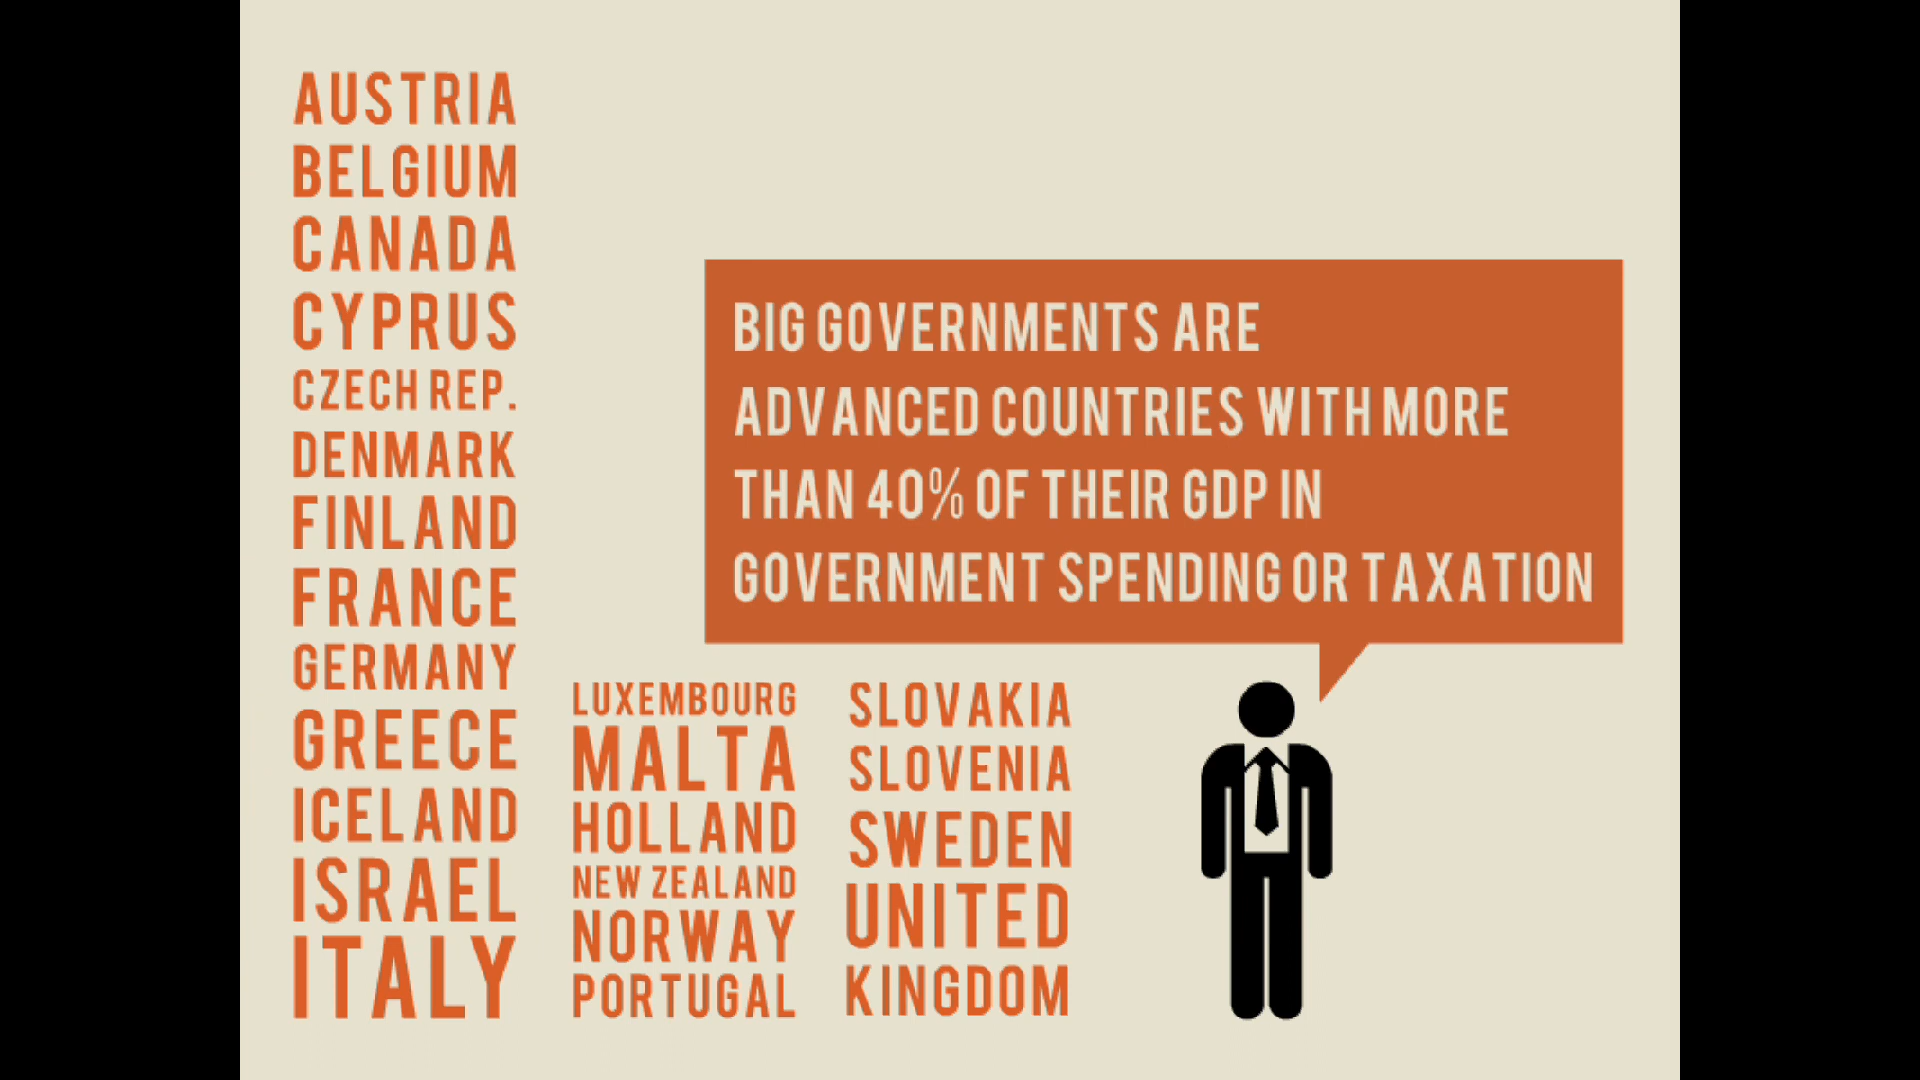 AUSTRIA
BELGIUM
CANADA
CYPRUS
CZECH REP.
DENMARK
FINLAND
FRANCE
GERMANY
GREECE
ICELAND
ISRAEL
ITALY
LUXEMBOURG
MALTA
HOLLAND
NEW ZEALAND
NORWAY
PORTUGAL
SLOVAKIA
SLOVENIA
SWEDEN
UNITED
KINGDOM
BIG GOVERNMENTS ARE
ADVANCED COUNTRIES WITH MORE
THAN 40% OF THEIR GDP IN
GOVERNMENT SPENDING OR TAXATION